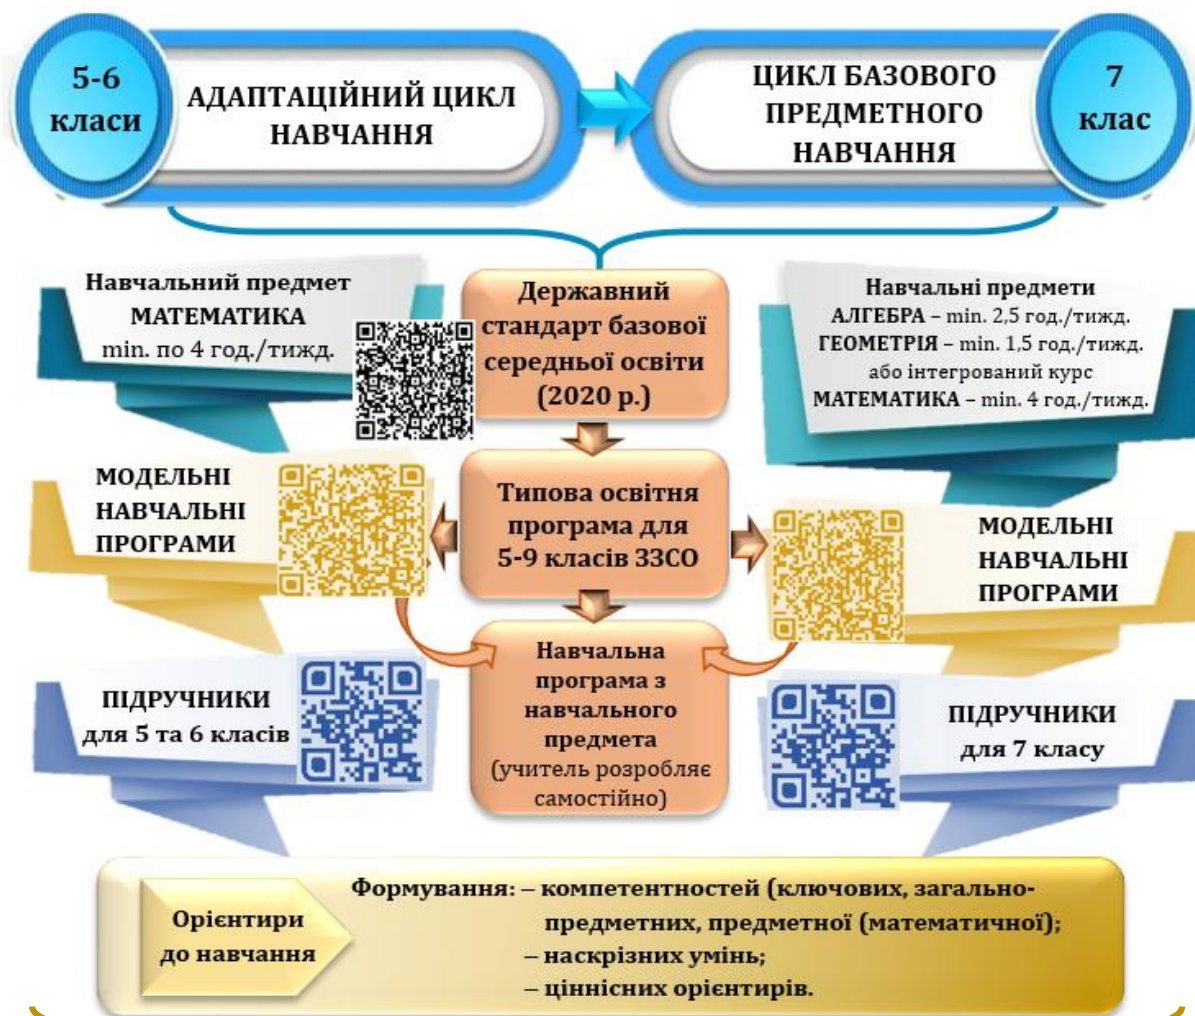 5-6
класи
АДАПТАЦІЙНИЙ ЦИКЛ
НАВЧАННЯ
ЦИКЛ БАЗОВОГО
ПРЕДМЕТНОГО
НАВЧАННЯ
7
клас
Навчальний предмет
МАТЕМАТИКА
min. по 4 год./тижд.
Державний
стандарт базової
середньої освіти
(2020 р.)
Навчальні предмети
АЛГЕБРА – min. 2,5 год./тижд.
ГЕОМЕТРІЯ – min. 1,5 год./тижд.
або інтегрований курс
МАТЕМАТИКА – min. 4 год./тижд.
МОДЕЛЬНІ
НАВЧАЛЬНІ
ПРОГРАМИ
Типова освітня
програма для
5-9 класів ЗЗСО
МОДЕЛЬНІ
НАВЧАЛЬНІ
ПРОГРАМИ
ПІДРУЧНИКИ
для 5 та 6 класів
Навчальна
програма з
навчального
предмета
(учитель розробляє
самостійно)
ПІДРУЧНИКИ
для 7 класу
Орієнтири
до навчання
Формування: – компетентностей (ключових, загально-
предметних, предметної (математичної);
– наскрізних умінь;
– ціннісних орієнтирів.